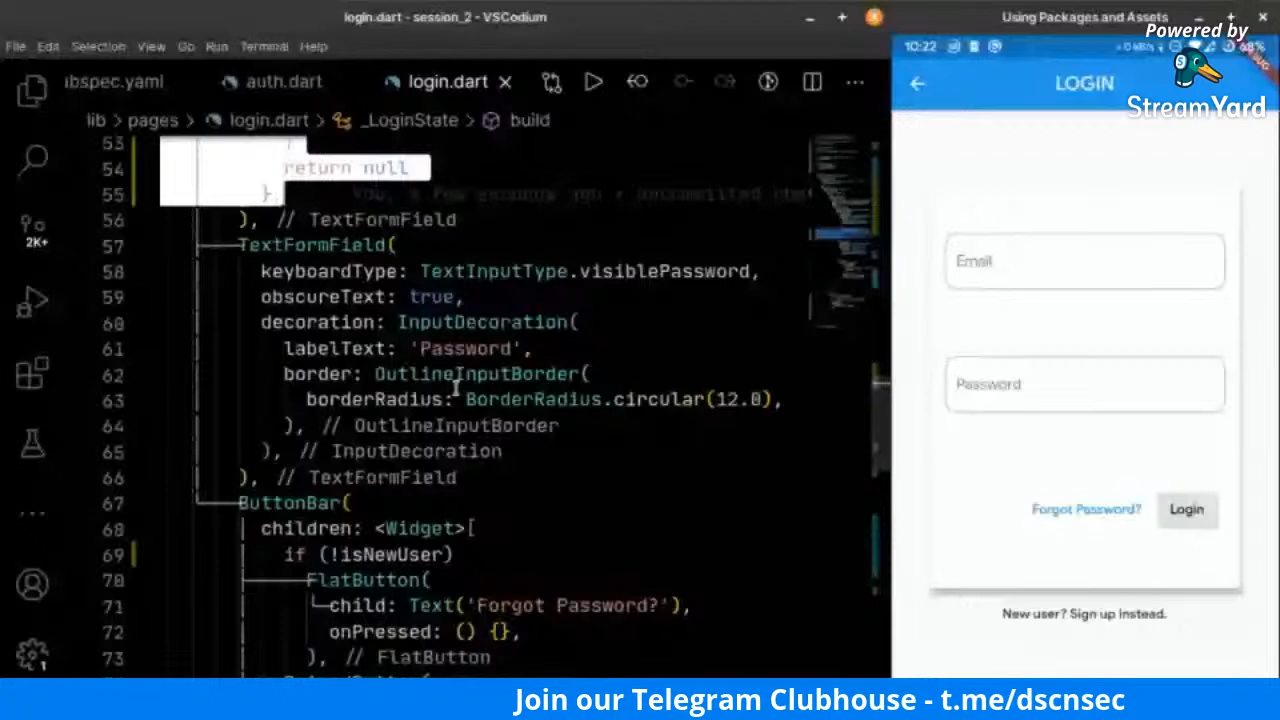 login.dart - session_2 - VSCodium
Using Packages and Assets
Powered by
StreamYard
File Edit Selection View Go Run Terminal Help
10:22
68%
auth.dart
login.dart
LOGIN
lib > pages > login.dart > _LoginState > build
53
54 return null
55 }
56 ), // TextFormField
57 TextFormField(
58 keyboardType: TextInputType.visiblePassword,
59 obscureText: true,
60 decoration: InputDecoration(
61 labelText: 'Password',
62 border: OutlineInputBorder(
63 borderRadius: BorderRadius.circular(12.0),
64 ), // OutlineInputBorder
65 ), // InputDecoration
66 ), // TextFormField
67 ButtonBar(
68 children: <Widget>[
69 if (!isNewUser)
70 FlatButton(
71 child: Text('Forgot Password?'),
72 onPressed: () {},
73 ), // FlatButton
2K+
1
Email
Password
Forgot Password?
Login
New user? Sign up instead.
Join our Telegram Clubhouse - t.me/dscnsec